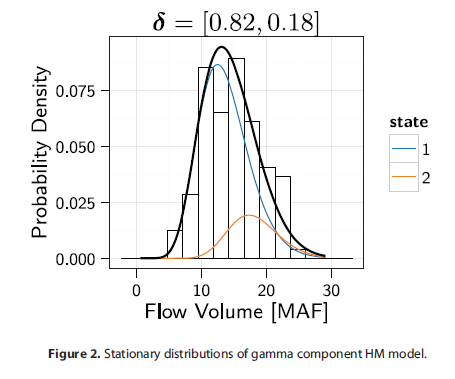 δ = [0.82, 0.18]
Probability Density
0.075
0.050
0.025
0.000
0 10 20 30
Flow Volume [MAF]
state
1
2
Figure 2. Stationary distributions of gamma component HM model.